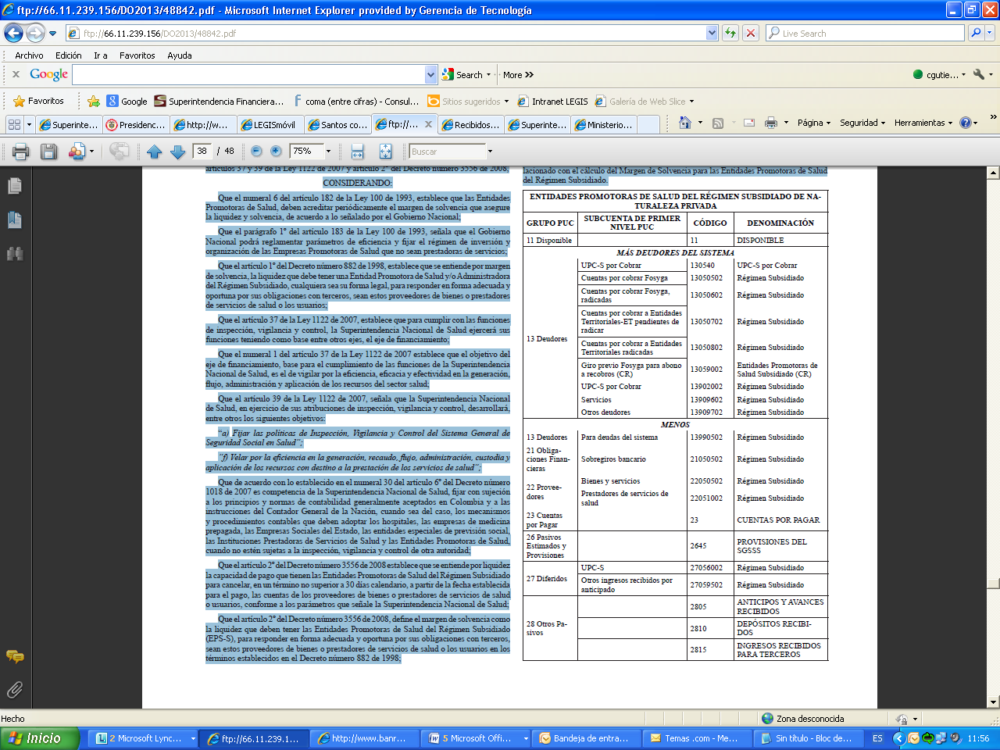 ftp://66.11.239.156/DO2013/48842.pdf - Microsoft Internet Explorer provided by Gerencia de Tecnología
ftp://66.11.239.156/DO2013/48842.pdf
Live Search
Archivo Edición Ir a Favoritos Ayuda
Google Search More »
cgutie...
Favoritos Google Superintendencia Financiera... coma (entre cifras) - Consul... Sitios sugeridos Intranet LEGIS Galería de Web Slice
Superinte... Presidenc... http://w... LEGISmóvil Santos co... ftp://... Recibidos... Superinte... Ministerio...
Página Seguridad Herramientas
38 / 48 75% Buscar
artículos 37 y 39 de la Ley 1122 de 2007 y artículo 2° del Decreto número 3556 de 2008,
CONSIDERANDO:
Que el numeral 6 del artículo 182 de la Ley 100 de 1993, establece que las Entidades
Promotoras de Salud, deben acreditar periódicamente el margen de solvencia que asegure
la liquidez y solvencia, de acuerdo a lo señalado por el Gobierno Nacional;
Que el parágrafo 1° del artículo 183 de la Ley 100 de 1993, señala que el Gobierno
Nacional podrá reglamentar parámetros de eficiencia y fijar el régimen de inversión y
organización de las Empresas Promotoras de Salud que no sean prestadoras de servicios;
Que el artículo 1° del Decreto número 882 de 1998, establece que se entiende por margen
de solvencia, la liquidez que debe tener una Entidad Promotora de Salud y/o Administradora
del Régimen Subsidiado, cualquiera sea su forma legal, para responder en forma adecuada y
oportuna por sus obligaciones con terceros, sean estos proveedores de bienes o prestadores
de servicios de salud o los usuarios;
Que el artículo 37 de la Ley 1122 de 2007, establece que para cumplir con las funciones
de inspección, vigilancia y control, la Superintendencia Nacional de Salud ejercerá sus
funciones teniendo como base entre otros ejes, el eje de financiamiento;
Que el numeral 1 del artículo 37 de la Ley 1122 de 2007 establece que el objetivo del
eje de financiamiento, base para el cumplimiento de las funciones de la Superintendencia
Nacional de Salud, es el de vigilar por la eficiencia, eficacia y efectividad en la generación,
flujo, administración y aplicación de los recursos del sector salud;
Que el artículo 39 de la Ley 1122 de 2007, señala que la Superintendencia Nacional
de Salud, en ejercicio de sus atribuciones de inspección, vigilancia y control, desarrollará,
entre otros los siguientes objetivos:
“a) Fijar las políticas de Inspección, Vigilancia y Control del Sistema General de
Seguridad Social en Salud”;
“f) Velar por la eficiencia en la generación, recaudo, flujo, administración, custodia y
aplicación de los recursos con destino a la prestación de los servicios de salud”;
Que de acuerdo con lo establecido en el numeral 30 del artículo 6° del Decreto número
1018 de 2007 es competencia de la Superintendencia Nacional de Salud, fijar con sujeción
a los principios y normas de contabilidad generalmente aceptados en Colombia y a las
instrucciones del Contador General de la Nación, cuando sea del caso, los mecanismos
y procedimientos contables que deben adoptar los hospitales, las empresas de medicina
prepagada, las Empresas Sociales del Estado, las entidades especiales de previsión social,
las Instituciones Prestadoras de Servicios de Salud y las Entidades Promotoras de Salud,
cuando no estén sujetas a la inspección, vigilancia y control de otra autoridad;
Que el artículo 2° del Decreto número 3556 de 2008 establece que se entiende por liquidez
la capacidad de pago que tienen las Entidades Promotoras de Salud del Régimen Subsidiado
para cancelar, en un término no superior a 30 días calendario, a partir de la fecha establecida
para el pago, las cuentas de los proveedores de bienes o prestadores de servicios de salud
o usuarios, conforme a los parámetros que señale la Superintendencia Nacional de Salud;
Que el artículo 2° del Decreto número 3556 de 2008, define el margen de solvencia como
la liquidez que deben tener las Entidades Promotoras de Salud del Régimen Subsidiado
(EPS-S), para responder en forma adecuada y oportuna por sus obligaciones con terceros,
sean estos proveedores de bienes o prestadores de servicios de salud o los usuarios en los
términos establecidos en el Decreto número 882 de 1998;
lacionado con el cálculo del Margen de Solvencia para las Entidades Promotoras de Salud
del Régimen Subsidiado.
ENTIDADES PROMOTORAS DE SALUD DEL RÉGIMEN SUBSIDIADO DE NA-
TURALEZA PRIVADA
GRUPO PUC SUBCUENTA DE PRIMER NIVEL PUC CÓDIGO DENOMINACIÓN
11 Disponible 11 DISPONIBLE
MÁS DEUDORES DEL SISTEMA
13 Deudores
UPC-S por Cobrar 130540 UPC-S por Cobrar
Cuentas por cobrar Fosyga 13050502 Régimen Subsidiado
Cuentas por cobrar Fosyga, radicadas 13050602 Régimen Subsidiado
Cuentas por cobrar a Entidades Territoriales-ET pendientes de radicar 13050702 Régimen Subsidiado
Cuentas por cobrar a Entidades Territoriales radicadas 13050802 Régimen Subsidiado
Giro previo Fosyga para abono a recobros (CR) 13059002 Entidades Promotoras de Salud Subsidiado (CR)
UPC-S por Cobrar 13902002 Régimen Subsidiado
Servicios 13909602 Régimen Subsidiado
Otros deudores 13909702 Régimen Subsidiado
MENOS
13 Deudores Para deudas del sistema 13990502 Régimen Subsidiado
21 Obliga-ciones Finan-cieras Sobregiros bancario 21050502 Régimen Subsidiado
22 Provee-dores Bienes y servicios 22050502 Régimen Subsidiado
Prestadores de servicios de salud 22051002 Régimen Subsidiado
23 Cuentas por Pagar 23 CUENTAS POR PAGAR
26 Pasivos Estimados y Provisiones 2645 PROVISIONES DEL SGSSS
27 Diferidos UPC-S 27056002 Régimen Subsidiado
Otros ingresos recibidos por anticipado 27059502 Régimen Subsidiado
28 Otros Pa-sivos 2805 ANTICIPOS Y AVANCES RECIBIDOS
2810 DEPÓSITOS RECIBI-DOS
2815 INGRESOS RECIBIDOS PARA TERCEROS
Hecho Zona desconocida
Inicio 2 Microsoft Lync... ftp://66.11.239.1... http://www.banr... 5 Microsoft Offi... Bandeja de entra... Temas .com - Me... Sin título - Bloc de... ES 11:56